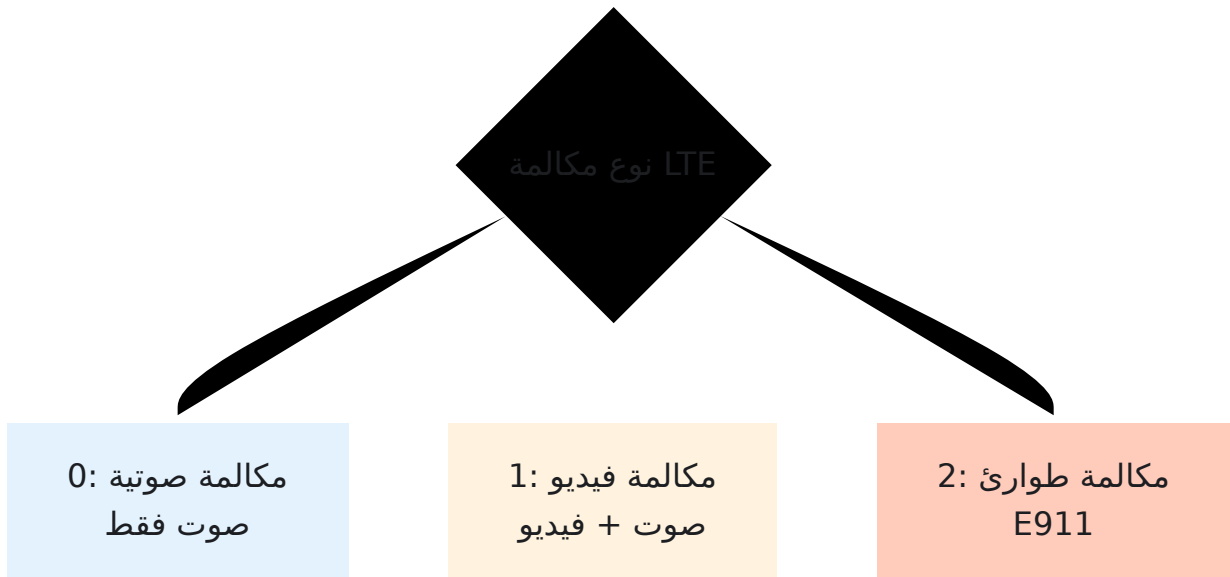 نوع مكالمة LTE
0: مكالمة صوتية
صوت فقط
1: مكالمة فيديو
صوت + فيديو
2: مكالمة طوارئ
E911